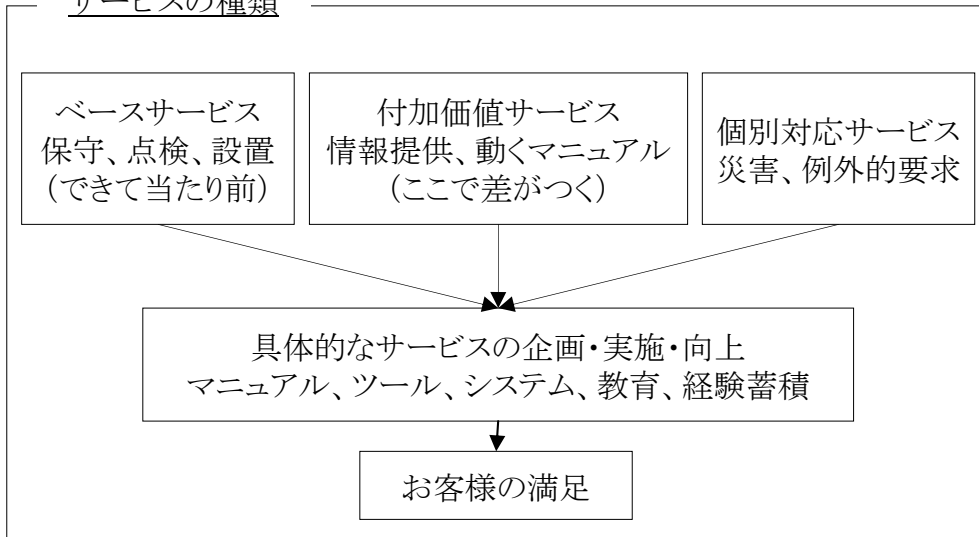 サービスの種類
ベースサービス
保守、点検、設置
(できて当たり前)
付加価値サービス
情報提供、動くマニュアル
(ここで差がつく)
個別対応サービス
災害、例外的要求
具体的なサービスの企画・実施・向上
マニュアル、ツール、システム、教育、経験蓄積
お客様の満足